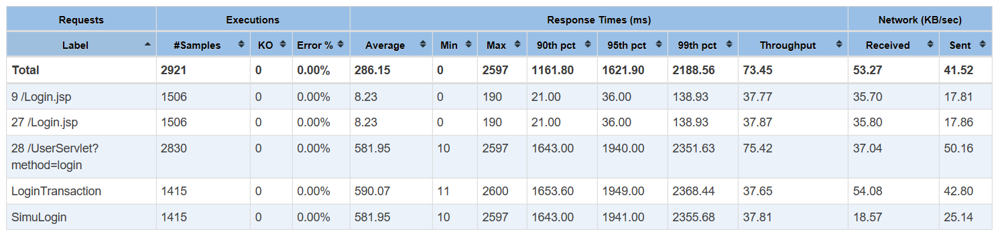 Requests Executions Response Times (ms) Network (KB/sec)
Label #Samples KO Error % Average Min Max 90th pct 95th pct 99th pct Throughput Received Sent
Total 2921 0 0.00% 286.15 0 2597 1161.80 1621.90 2188.56 73.45 53.27 41.52
9 /Login.jsp 1506 0 0.00% 8.23 0 190 21.00 36.00 138.93 37.77 35.70 17.81
27 /Login.jsp 1506 0 0.00% 8.23 0 190 21.00 36.00 138.93 37.87 35.80 17.86
28 /UserServlet? 2830 0 0.00% 581.95 10 2597 1643.00 1940.00 2351.63 75.42 37.04 50.16
method=login
LoginTransaction 1415 0 0.00% 590.07 11 2600 1653.60 1949.00 2368.44 37.65 54.08 42.80
SimuLogin 1415 0 0.00% 581.95 10 2597 1643.00 1941.00 2355.68 37.81 18.57 25.14